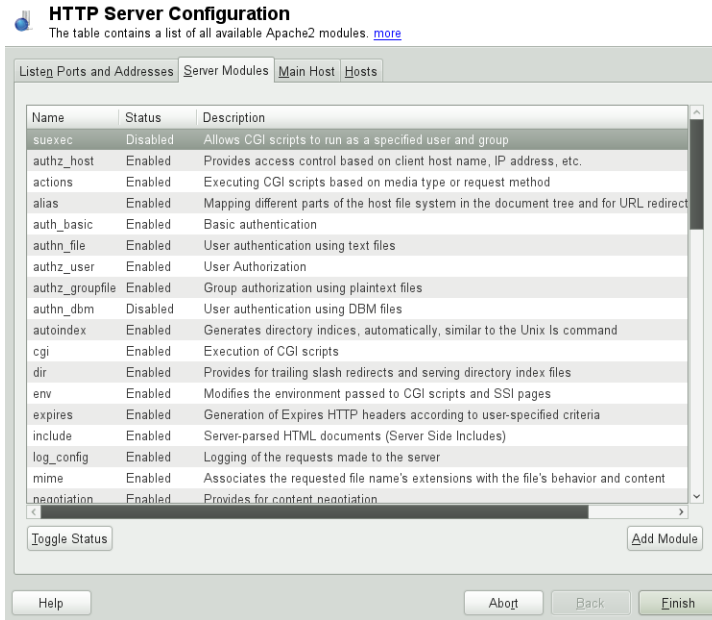 HTTP Server Configuration
The table contains a list of all available Apache2 modules. more
Listen Ports and Addresses Server Modules Main Host Hosts
Name Status Description
suexec Disabled Allows CGI scripts to run as a specified user and group
authz_host Enabled Provides access control based on client host name, IP address, etc.
actions Enabled Executing CGI scripts based on media type or request method
alias Enabled Mapping different parts of the host file system in the document tree and for URL redirect
auth_basic Enabled Basic authentication
authn_file Enabled User authentication using text files
authz_user Enabled User Authorization
authz_groupfile Enabled Group authorization using plaintext files
authn_dbm Disabled User authentication using DBM files
autoindex Enabled Generates directory indices, automatically, similar to the Unix ls command
cgi Enabled Execution of CGI scripts
dir Enabled Provides for trailing slash redirects and serving directory index files
env Enabled Modifies the environment passed to CGI scripts and SSI pages
expires Enabled Generation of Expires HTTP headers according to user-specified criteria
include Enabled Server-parsed HTML documents (Server Side Includes)
log_config Enabled Logging of the requests made to the server
mime Enabled Associates the requested file name's extensions with the file's behavior and content
negotiation Enabled Provides for content negotiation
Toggle Status Add Module
Help Abort Back Finish